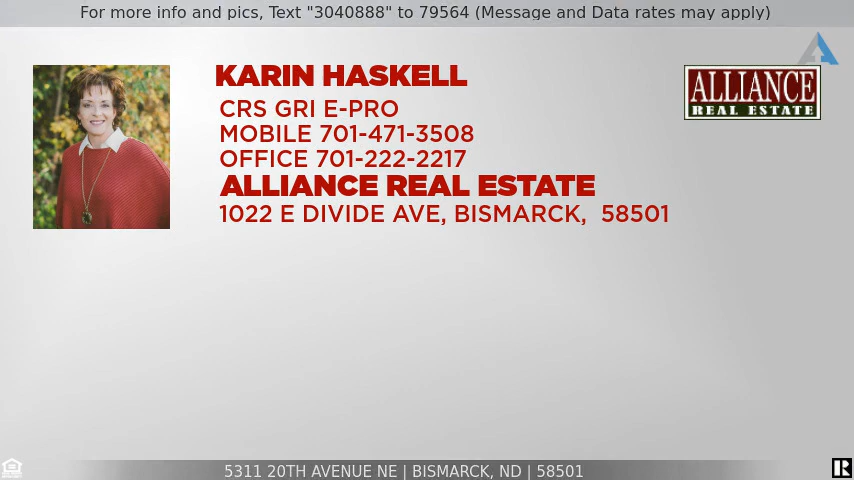 For more info and pics, Text "3040888" to 79564 (Message and Data rates may apply)
KARIN HASKELL
CRS GRI E-PRO
MOBILE 701-471-3508
OFFICE 701-222-2217
ALLIANCE REAL ESTATE
1022 E DIVIDE AVE, BISMARCK,  58501
ALLIANCE
REAL ESTATE
5311 20TH AVENUE NE | BISMARCK, ND | 58501